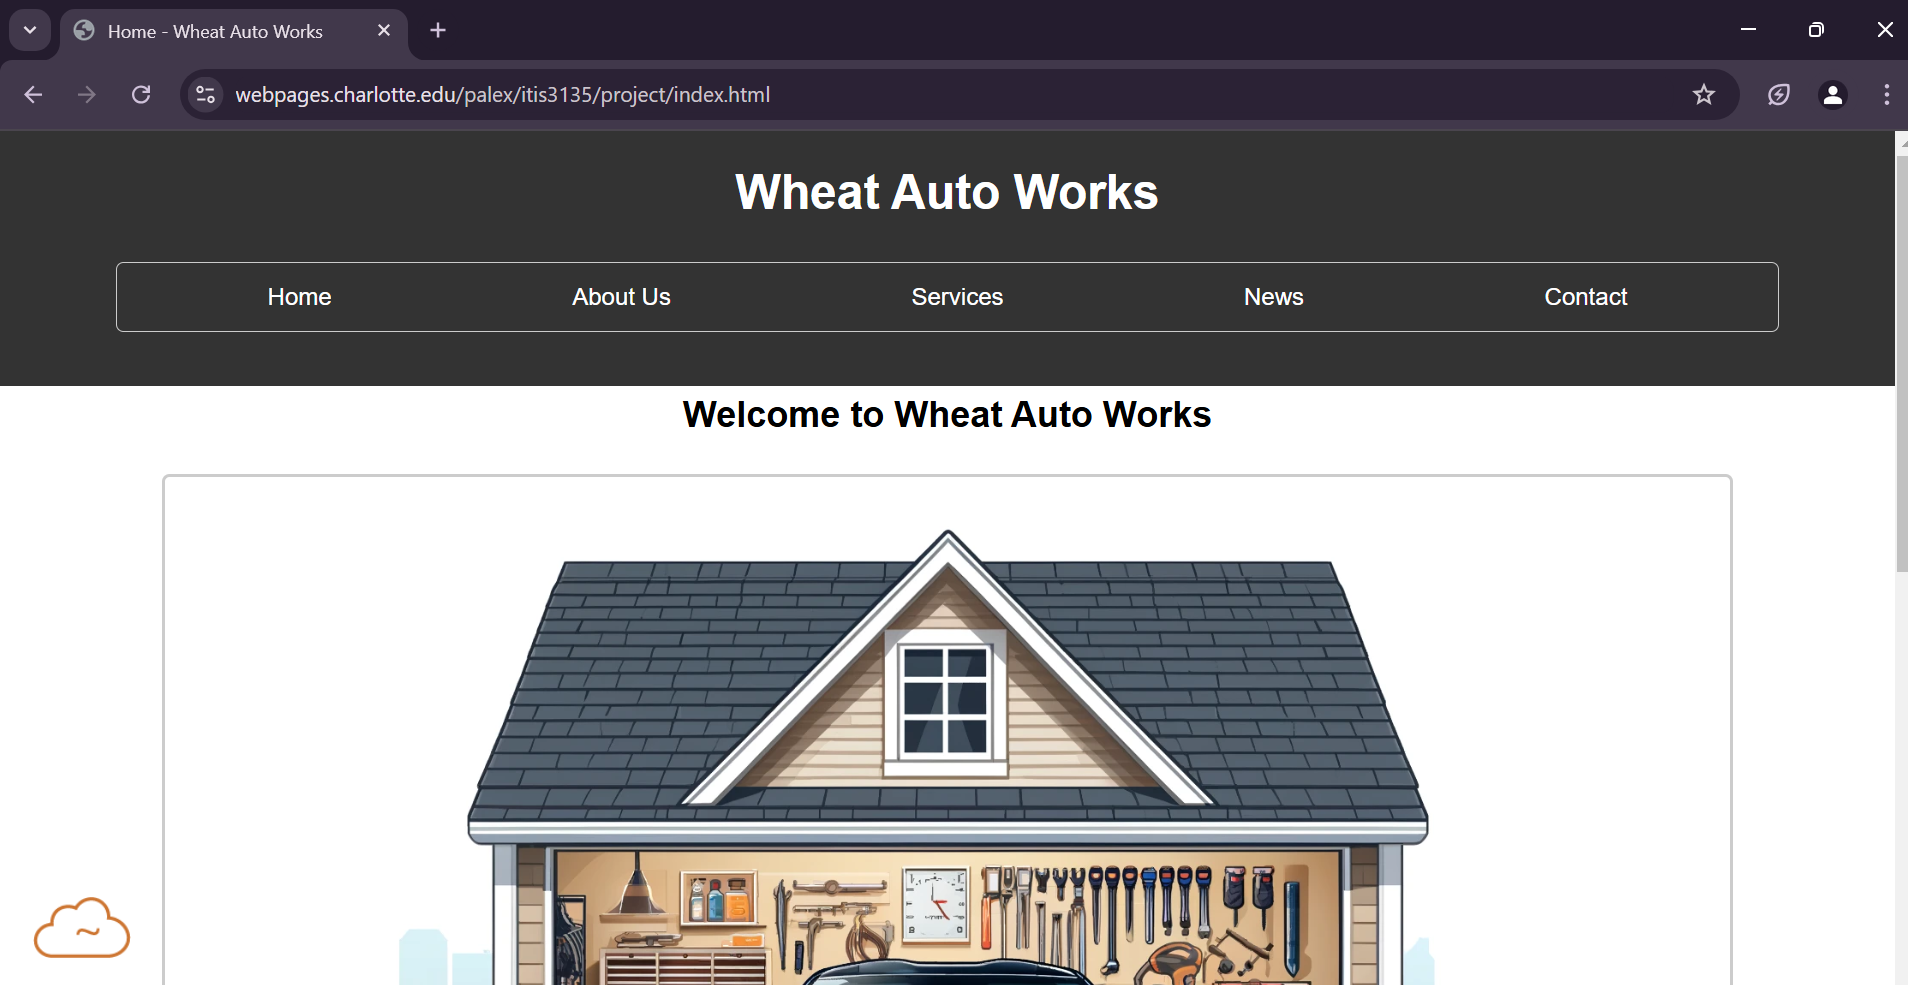 Home - Wheat Auto Works
webpages.charlotte.edu/palex/itis3135/project/index.html
Wheat Auto Works
Home About Us Services News Contact
Welcome to Wheat Auto Works